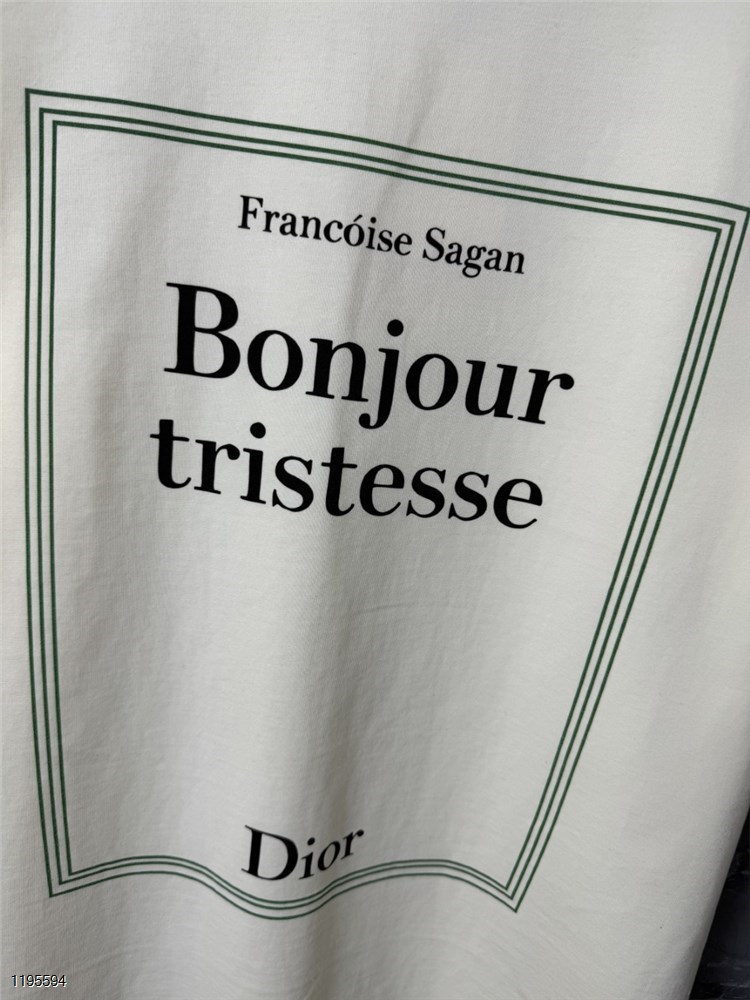 Francóise Sagan
Bonjour
tristesse
Dior
1195594